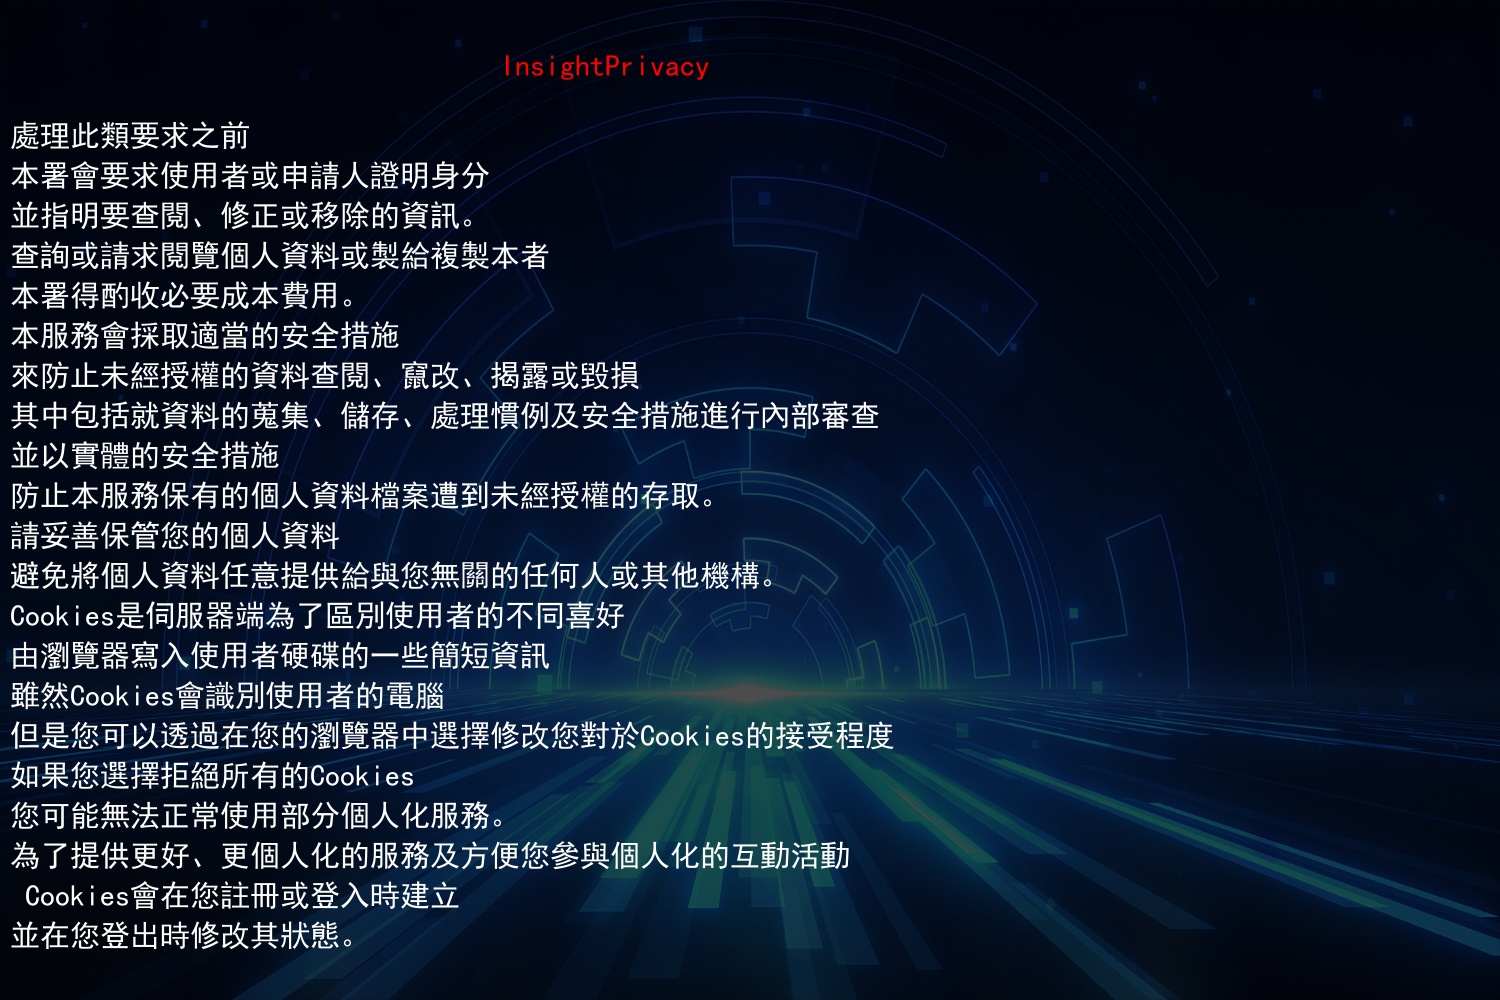 InsightPrivacy
處理此類要求之前
本署會要求使用者或申請人證明身分
並指明要查閱、修正或移除的資訊。
查詢或請求閱覽個人資料或製給複製本者
本署得酌收必要成本費用。
本服務會採取適當的安全措施
來防止未經授權的資料查閱、竄改、揭露或毀損
其中包括就資料的蒐集、儲存、處理慣例及安全措施進行內部審查
並以實體的安全措施
防止本服務保有的個人資料檔案遭到未經授權的存取。
請妥善保管您的個人資料
避免將個人資料任意提供給與您無關的任何人或其他機構。
Cookies是伺服器端為了區別使用者的不同喜好
由瀏覽器寫入使用者硬碟的一些簡短資訊
雖然Cookies會識別使用者的電腦
但是您可以透過在您的瀏覽器中選擇修改您對於Cookies的接受程度
如果您選擇拒絕所有的Cookies
您可能無法正常使用部分個人化服務。
為了提供更好、更個人化的服務及方便您參與個人化的互動活動
Cookies會在您註冊或登入時建立
並在您登出時修改其狀態。